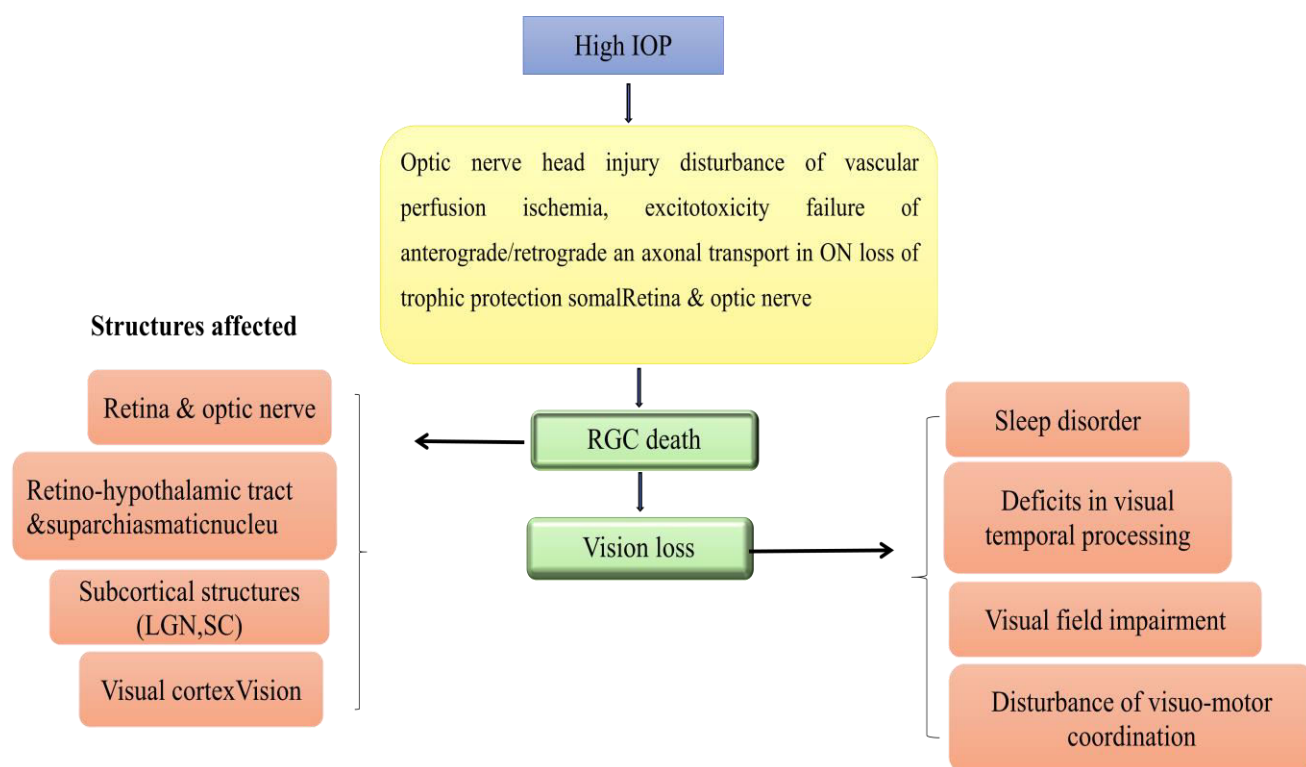 High IOP
Optic nerve head injury disturbance of vascular
perfusion ischemia, excitotoxicity failure of
anterograde/retrograde an axonal transport in ON loss of
trophic protection somalRetina & optic nerve
Structures affected
Retina & optic nerve
Retino-hypothalamic tract
&suparchiasmaticnucleu
Subcortical structures
(LGN,SC)
Visual cortexVision
RGC death
Vision loss
Sleep disorder
Deficits in visual
temporal processing
Visual field impairment
Disturbance of visuo-motor
coordination